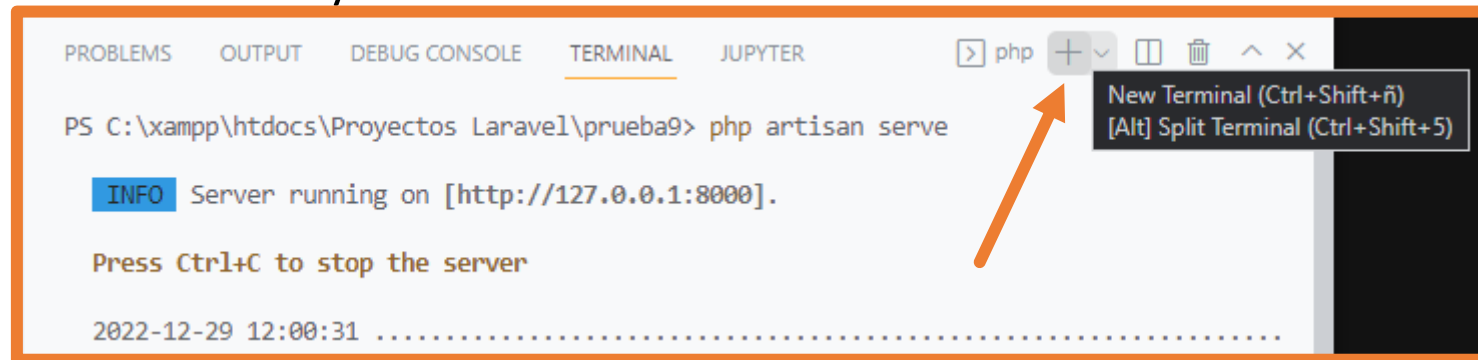 PROBLEMS OUTPUT DEBUG CONSOLE TERMINAL JUPYTER php
New Terminal (Ctrl+Shift+ñ)
[Alt] Split Terminal (Ctrl+Shift+5)
PS C:\xampp\htdocs\Proyectos Laravel\prueba9> php artisan serve
INFO Server running on [http://127.0.0.1:8000].
Press Ctrl+C to stop the server
2022-12-29 12:00:31 ...................................................................